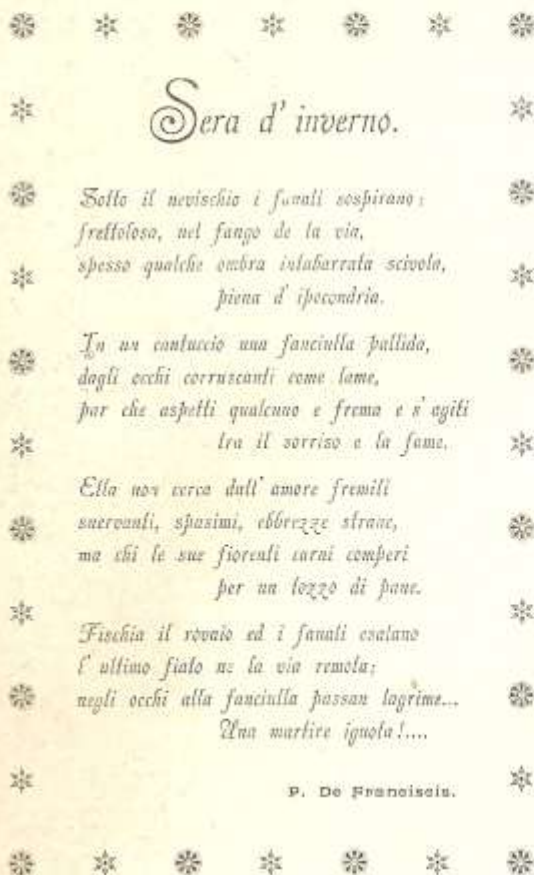 Sera d' inverno.
Sotto il nevischio i fanali sospirano;
frettolosa, nel fango de la via,
spesso qualche ombra intabarrata scivola,
piena d' ipocondria.
In un cantuccio una fanciulla pallida,
dagli occhi corruscanti come lame,
par che aspetti qualcuno e frema e s' agiti
tra il sorriso e la fame.
Ella non cerca dall' amore fremiti
snervanti, spasimi, ebbrezze strane,
ma chi le sue fiorenti carni comperi
per un tozzo di pane.
Fischia il rovaio ed i fanali esalano
l' ultimo fiato ne la via remota;
negli occhi alla fanciulla passan lagrime...
Una martire ignota!....
P. De Franciscis.